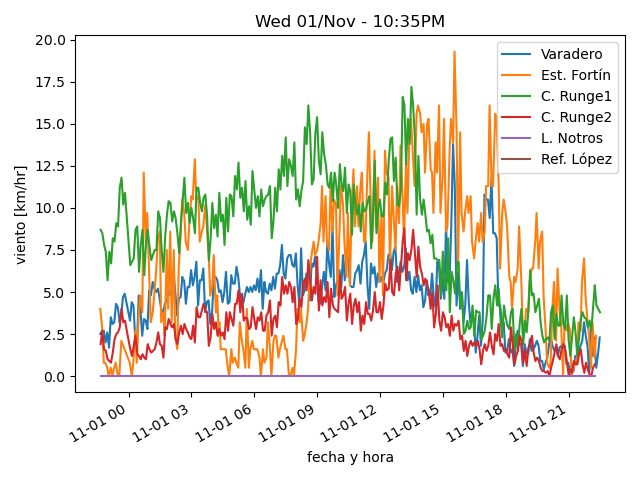 Wed 01/Nov - 10:35PM
viento [km/hr]
20.0
17.5
15.0
12.5
10.0
7.5
5.0
2.5
0.0
Varadero
Est. Fortín
C. Runge1
C. Runge2
L. Notros
Ref. López
11-01 00
11-01 03
11-01 06
11-01 09
11-01 12
11-01 15
11-01 18
11-01 21
fecha y hora